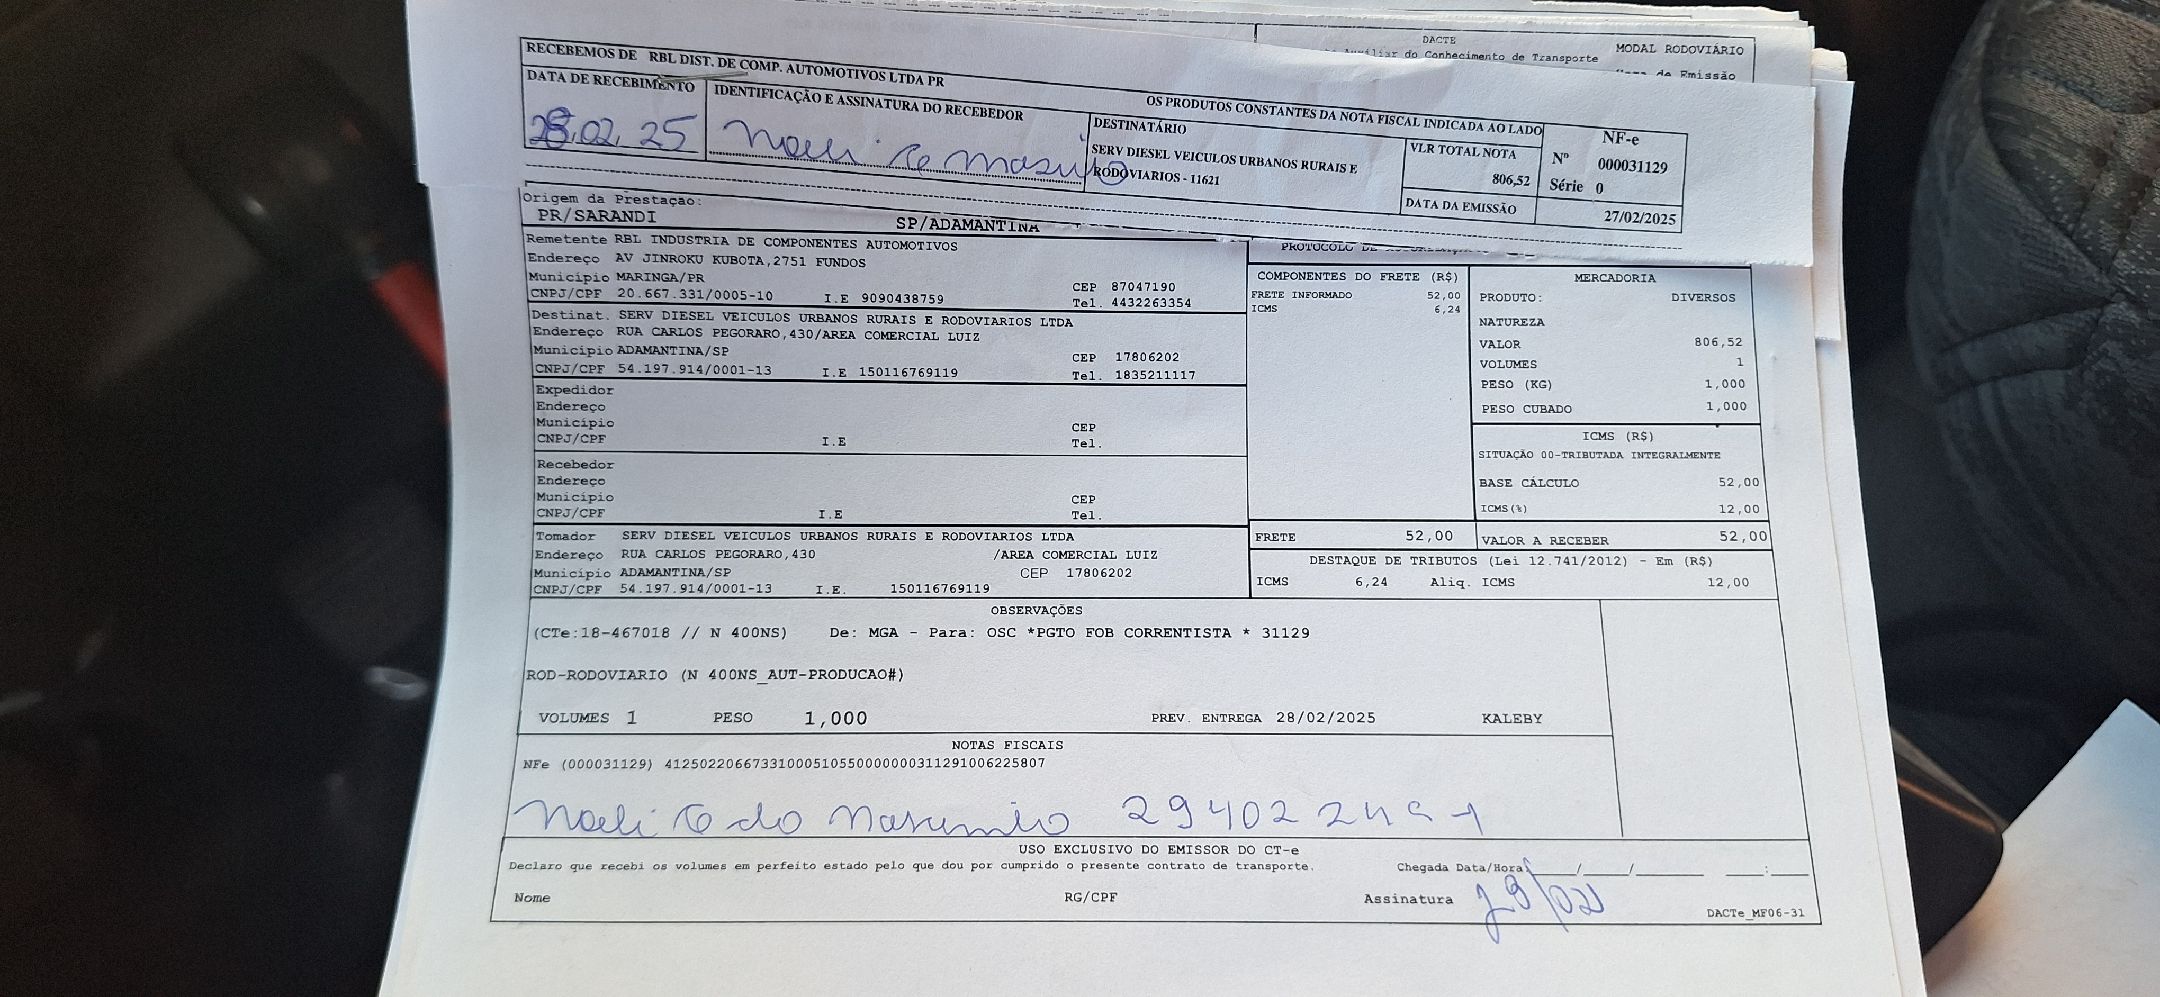 DACTE
Auxiliar do Conhecimento de Transporte
MODAL RODOVIÁRIO
de Emissão
RECEBEMOS DE RBL DIST. DE COMP. AUTOMOTIVOS LTDA PR
OS PRODUTOS CONSTANTES DA NOTA FISCAL INDICADA AO LADO
DATA DE RECEBIMENTO
28.02.25
IDENTIFICAÇÃO E ASSINATURA DO RECEBEDOR
DESTINATÁRIO
SERV DIESEL VEICULOS URBANOS RURAIS E
RODOVIARIOS - 11621
VLR TOTAL NOTA
806,52
DATA DA EMISSÃO
NF-e
Nº 000031129
Série 0
27/02/2025
Origem da Prestação:
PR/SARANDI
SP/ADAMANTINA
Remetente RBL INDUSTRIA DE COMPONENTES AUTOMOTIVOS
Endereço AV JINROKU KUBOTA,2751 FUNDOS
Município MARINGA/PR CEP 87047190
CNPJ/CPF 20.667.331/0005-10 I.E 9090438759 Tel. 4432263354
Destinat. SERV DIESEL VEICULOS URBANOS RURAIS E RODOVIARIOS LTDA
Endereço RUA CARLOS PEGORARO,430/AREA COMERCIAL LUIZ
Município ADAMANTINA/SP CEP 17806202
CNPJ/CPF 54.197.914/0001-13 I.E 150116769119 Tel. 1835211117
Expedidor
Endereço
Município CEP
CNPJ/CPF I.E Tel.
Recebedor
Endereço
Município CEP
CNPJ/CPF I.E Tel.
Tomador SERV DIESEL VEICULOS URBANOS RURAIS E RODOVIARIOS LTDA
Endereço RUA CARLOS PEGORARO,430 /AREA COMERCIAL LUIZ
Município ADAMANTINA/SP CEP 17806202
CNPJ/CPF 54.197.914/0001-13 I.E. 150116769119
PROTOCOLO DE
COMPONENTES DO FRETE (R$)
FRETE INFORMADO 52,00
ICMS 6,24
MERCADORIA
PRODUTO: DIVERSOS
NATUREZA
VALOR 806,52
VOLUMES 1
PESO (KG) 1,000
PESO CUBADO 1,000
ICMS (R$)
SITUAÇÃO 00-TRIBUTADA INTEGRALMENTE
BASE CÁLCULO 52,00
ICMS(%) 12,00
FRETE 52,00 VALOR A RECEBER 52,00
DESTAQUE DE TRIBUTOS (Lei 12.741/2012) - Em (R$)
ICMS 6,24 Aliq. ICMS 12,00
OBSERVAÇÕES
(CTe:18-467018 // N 400NS) De: MGA - Para: OSC *PGTO FOB CORRENTISTA * 31129
ROD-RODOVIARIO (N 400NS_AUT-PRODUCAO#)
VOLUMES 1 PESO 1,000 PREV. ENTREGA 28/02/2025 KALEBY
NOTAS FISCAIS
NFe (000031129) 41250220667331000510550000000311291006225807
do
USO EXCLUSIVO DO EMISSOR DO CT-e
Declaro que recebi os volumes em perfeito estado pelo que dou por cumprido o presente contrato de transporte.
Chegada Data/Hora ____/____/______ ___:___
Nome RG/CPF Assinatura
DACTe_MF06-31